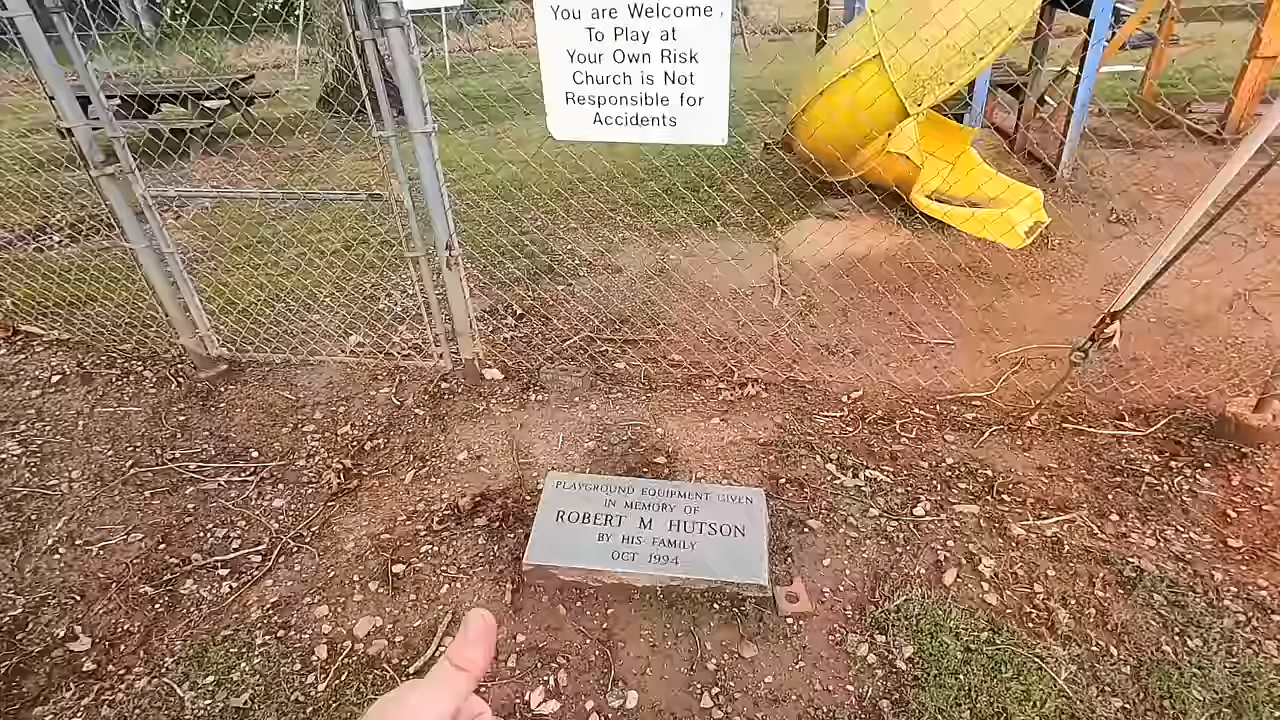 You are Welcome,
To Play at
Your Own Risk
Church is Not
Responsible for
Accidents
PLAYGROUND EQUIPMENT GIVEN
IN MEMORY OF
ROBERT M HUTSON
BY HIS FAMILY
OCT 1994